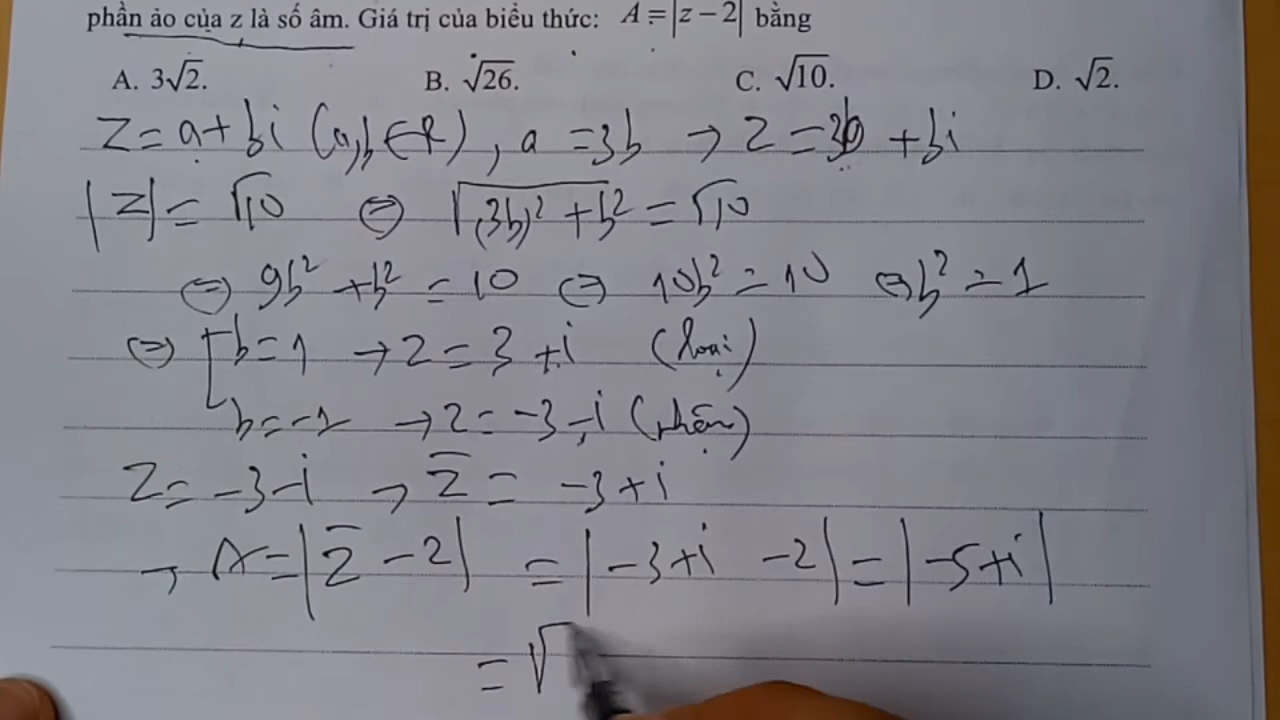 phần ảo của z là số âm. Giá trị của biểu thức: A = |z − 2| bằng
A. 3√2. B. √26. C. √10. D. √2.
z = a + bi (a,b ∈ R), a = 3b → z = 3b + bi
|z| = √10 ⇔ √((3b)² + b²) = √10
⇔ 9b² + b² = 10 ⇔ 10b² = 10 ⇔ b² = 1
⇔ [ b = 1 → z = 3 + i (loại)
b = −1 → z = −3 − i (nhận)
z = −3 − i → z̅ = −3 + i
→ A = |z̅ − 2| = |−3 + i − 2| = |−5 + i|
= √